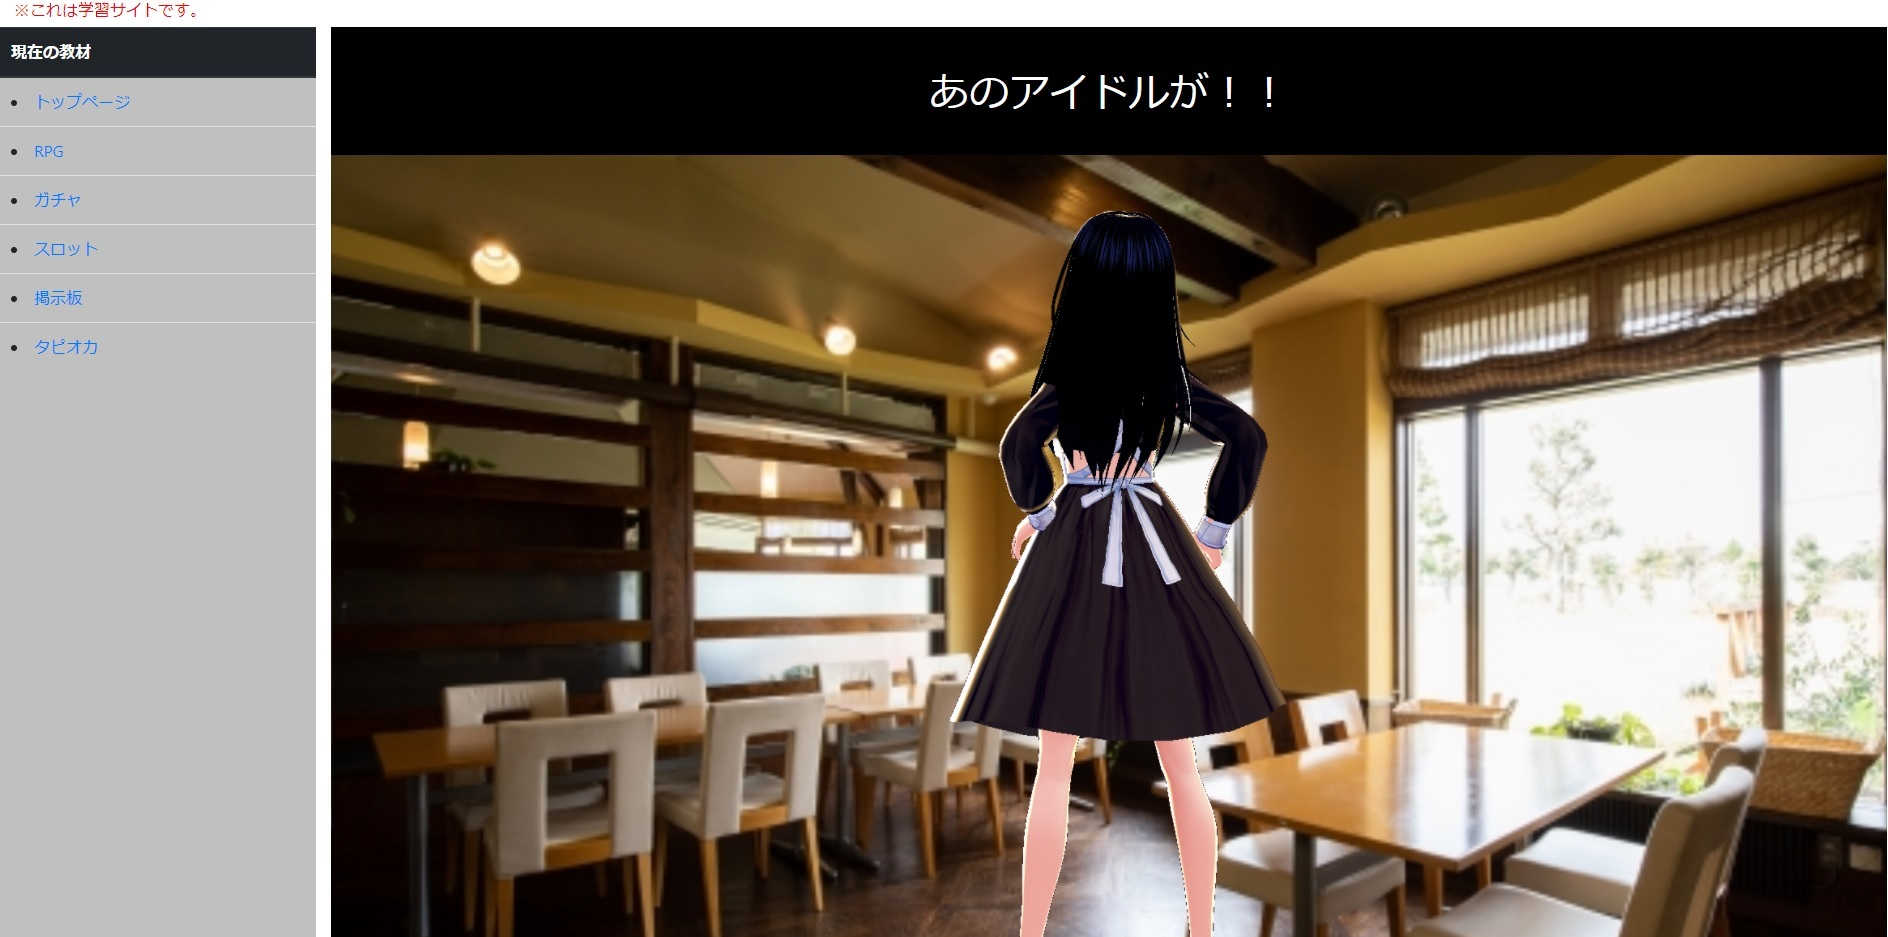 ※これは学習サイトです。
現在の教材
トップページ
RPG
ガチャ
スロット
掲示板
タピオカ
あのアイドルが！！